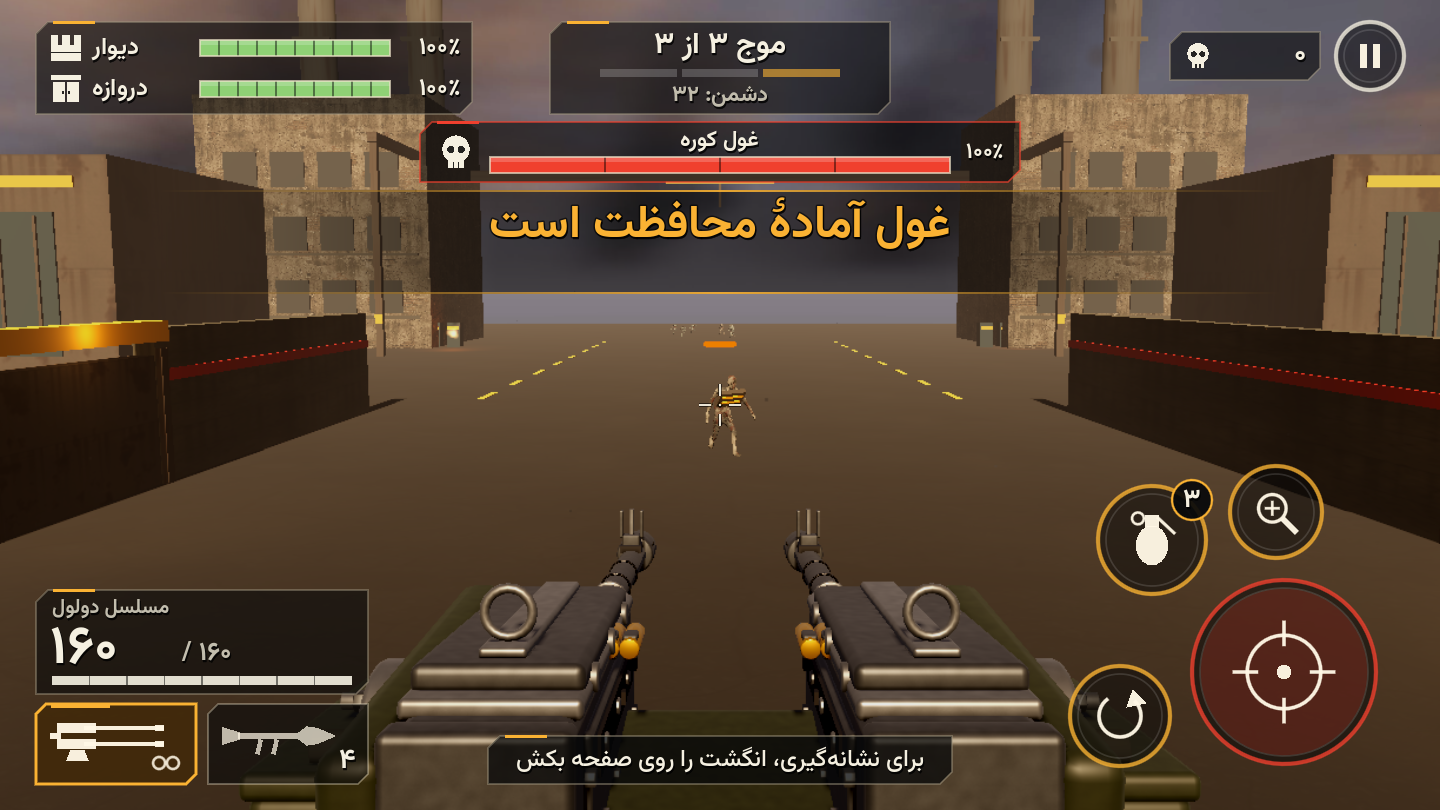 دیوار ۱۰۰٪
دروازه ۱۰۰٪
موج ۳ از ۳
دشمن: ۳۲
۰
غول کوره
۱۰۰٪
غول آمادهٔ محافظت است
۳
مسلسل دولول
۱۶۰ / ۱۶۰
∞
۴
برای نشانه‌گیری، انگشت را روی صفحه بکش